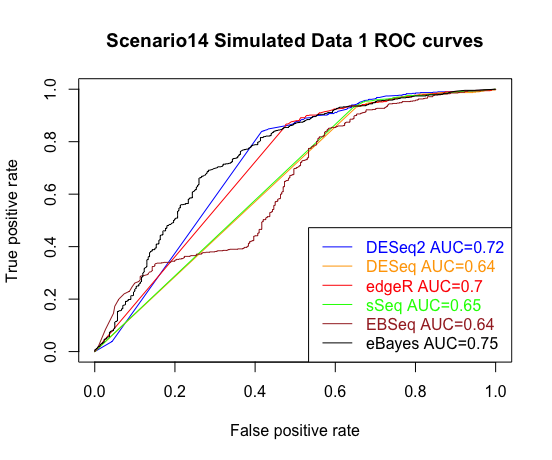 Scenario14 Simulated Data 1 ROC curves
True positive rate
1.0
0.8
0.6
0.4
0.2
0.0
DESeq2 AUC=0.72
DESeq AUC=0.64
edgeR AUC=0.7
sSeq AUC=0.65
EBSeq AUC=0.64
eBayes AUC=0.75
0.0 0.2 0.4 0.6 0.8 1.0
False positive rate